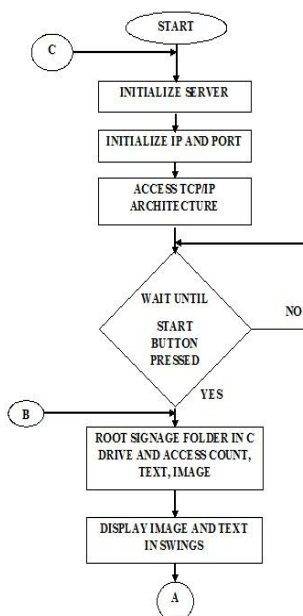 START
C
INITIALIZE SERVER
INITIALIZE IP AND PORT
ACCESS TCP/IP
ARCHITECTURE
WAIT UNTIL
START
BUTTON
PRESSED
NO
YES
B
ROOT SIGNAGE FOLDER IN C
DRIVE AND ACCESS COUNT,
TEXT, IMAGE
DISPLAY IMAGE AND TEXT
IN SWINGS
A